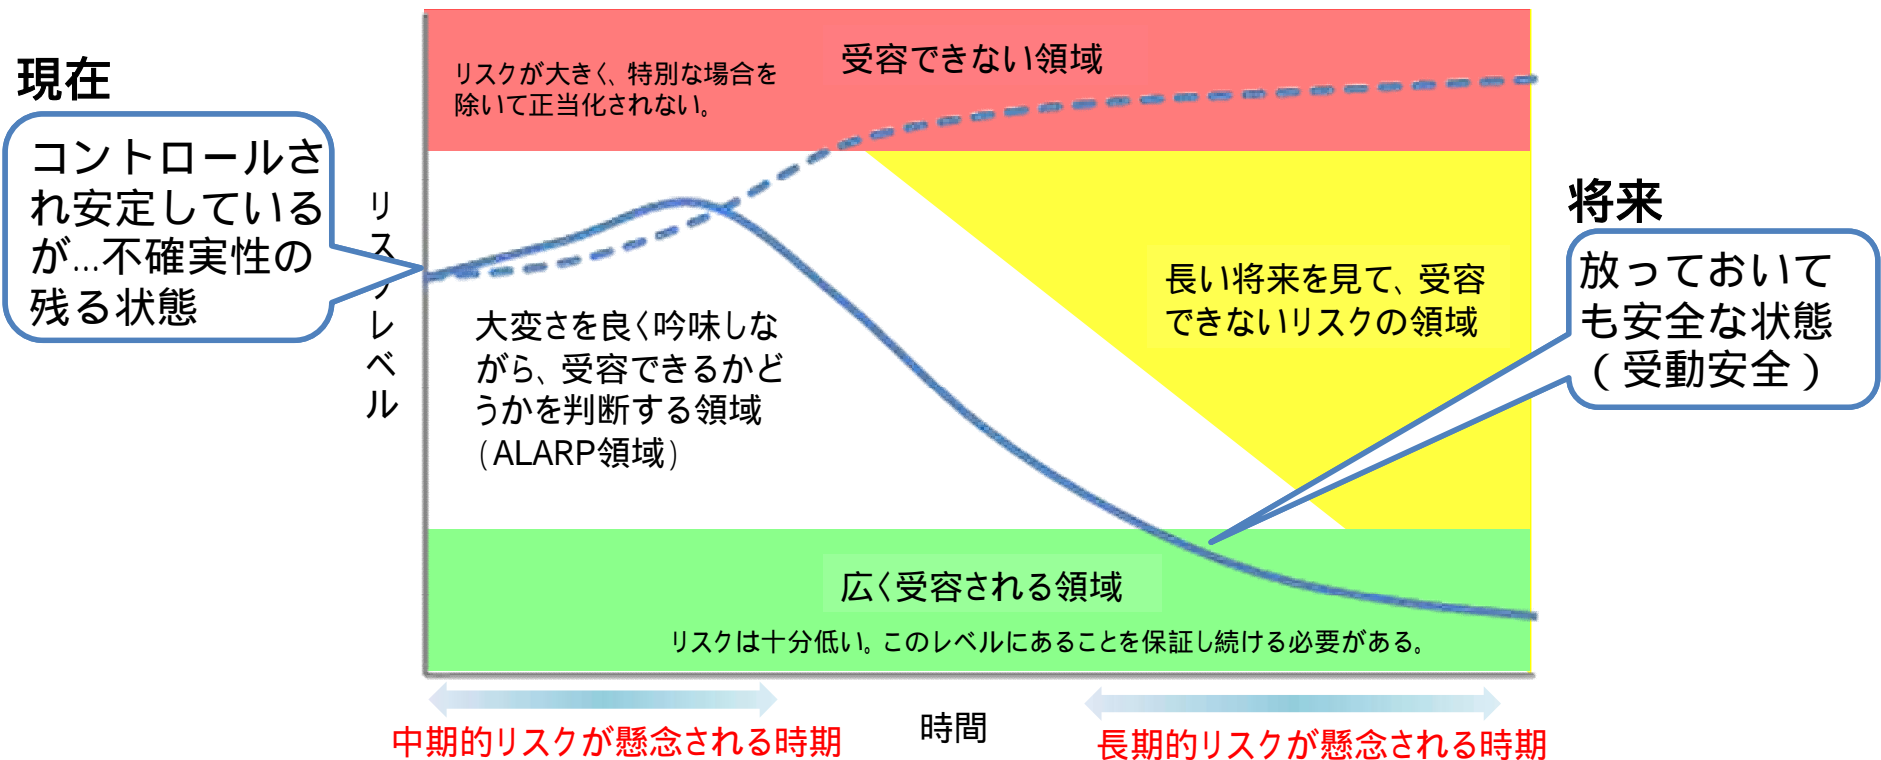 現在
コントロールさ
れ安定している
が…不確実性の
残る状態
リスクレベル
リスクが大きく、特別な場合を
除いて正当化されない。
受容できない領域
大変さを良く吟味しな
がら、受容できるかど
うかを判断する領域
（ALARP領域）
長い将来を見て、受容
できないリスクの領域
将来
放っておいて
も安全な状態
（受動安全）
広く受容される領域
リスクは十分低い。このレベルにあることを保証し続ける必要がある。
中期的リスクが懸念される時期
時間
長期的リスクが懸念される時期